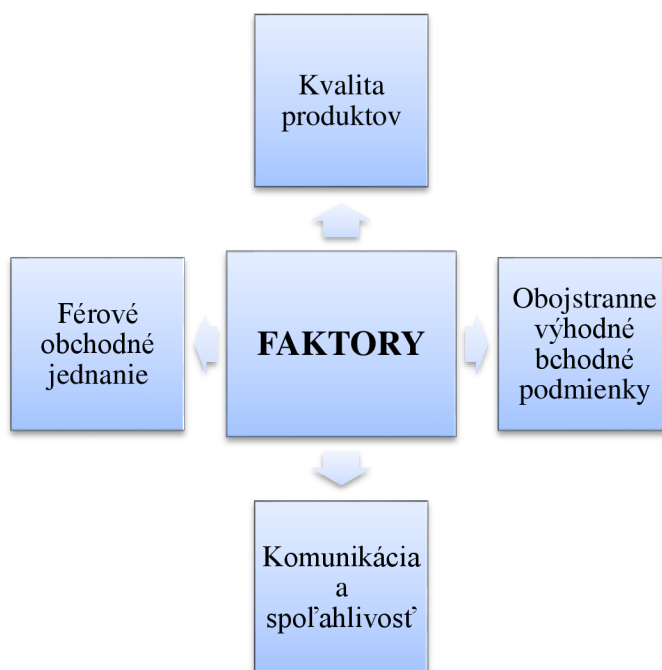 Kvalita
produktov
Férové
obchodné
jednanie
FAKTORY
Obojstranne
výhodné
bchodné
podmienky
Komunikácia
a
spoľahlivosť